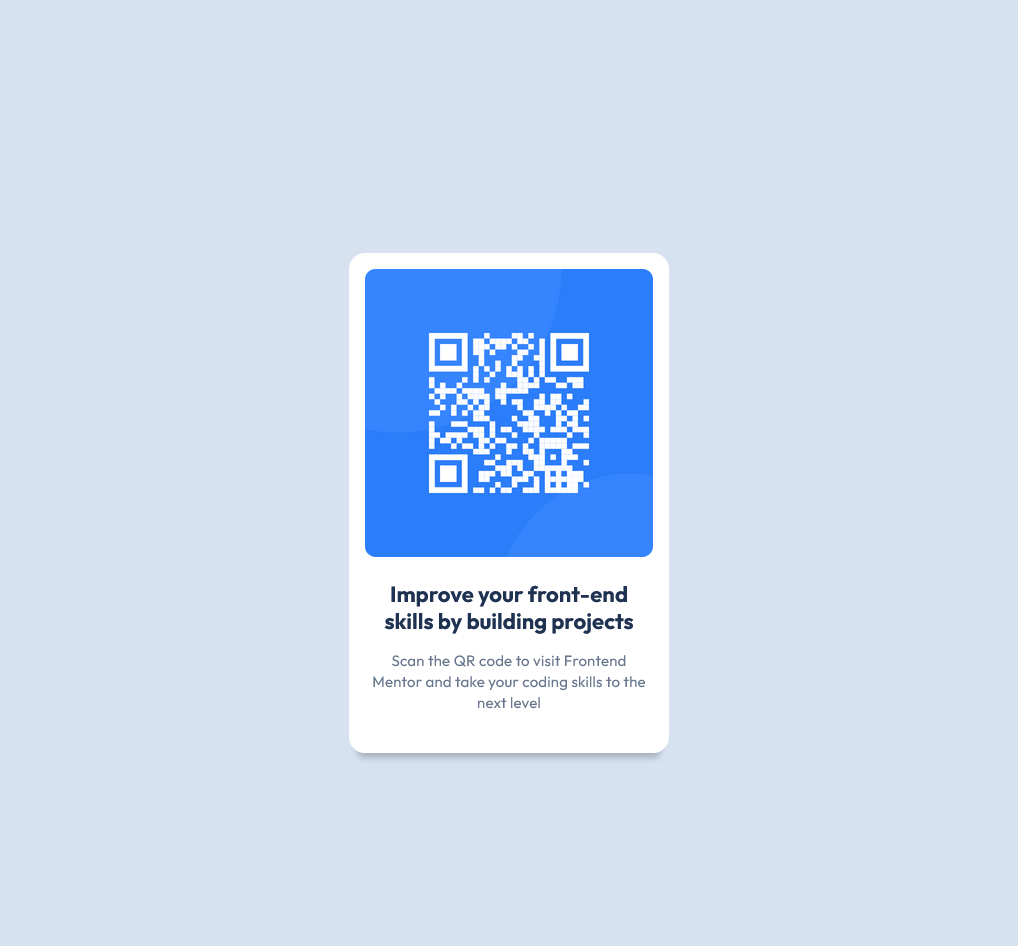 Improve your front-end
skills by building projects
Scan the QR code to visit Frontend
Mentor and take your coding skills to the
next level